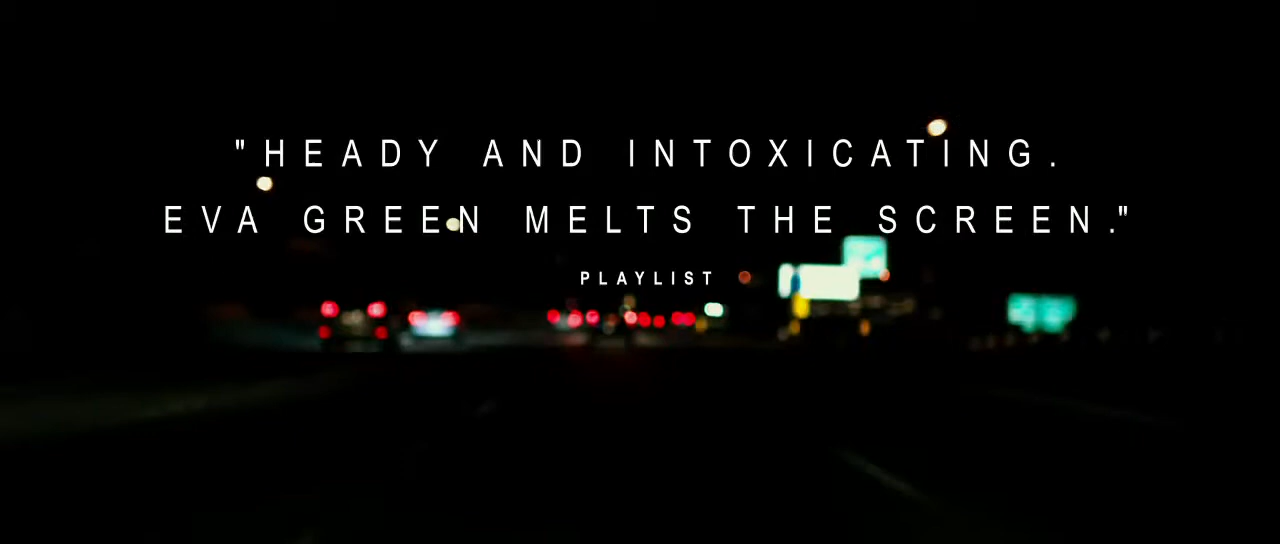 "HEADY AND INTOXICATING.
EVA GREEN MELTS THE SCREEN."
PLAYLIST